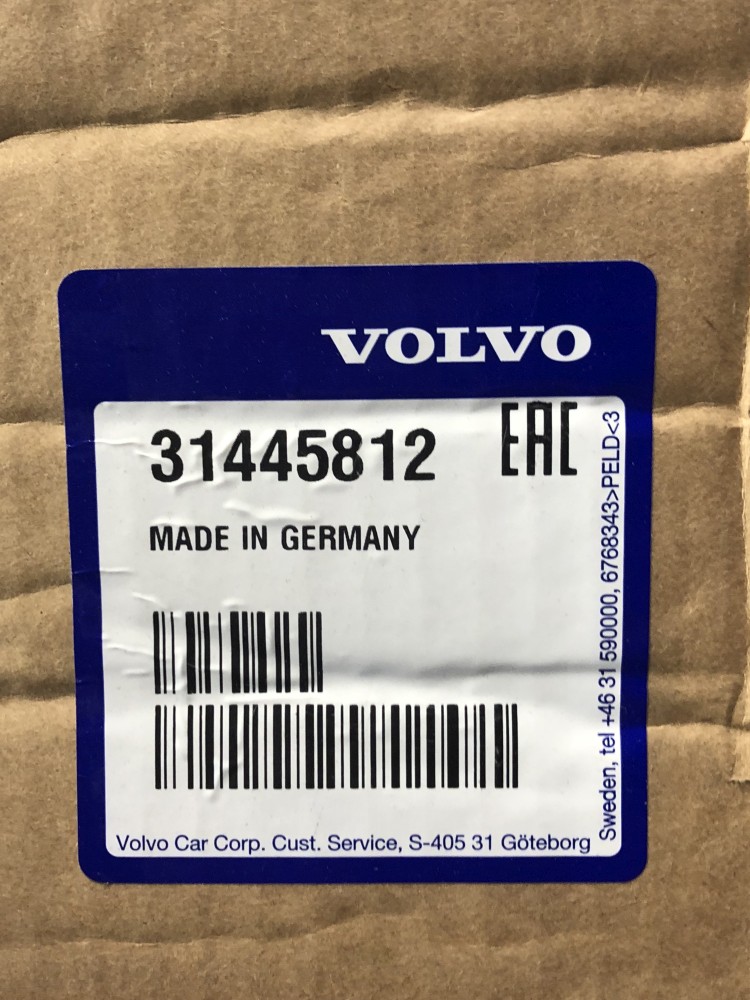 VOLVO
31445812
EAC
MADE IN GERMANY
Volvo Car Corp. Cust. Service, S-405 31 Göteborg
Sweden, tel +46 31 590000, 6768343>PELD<3